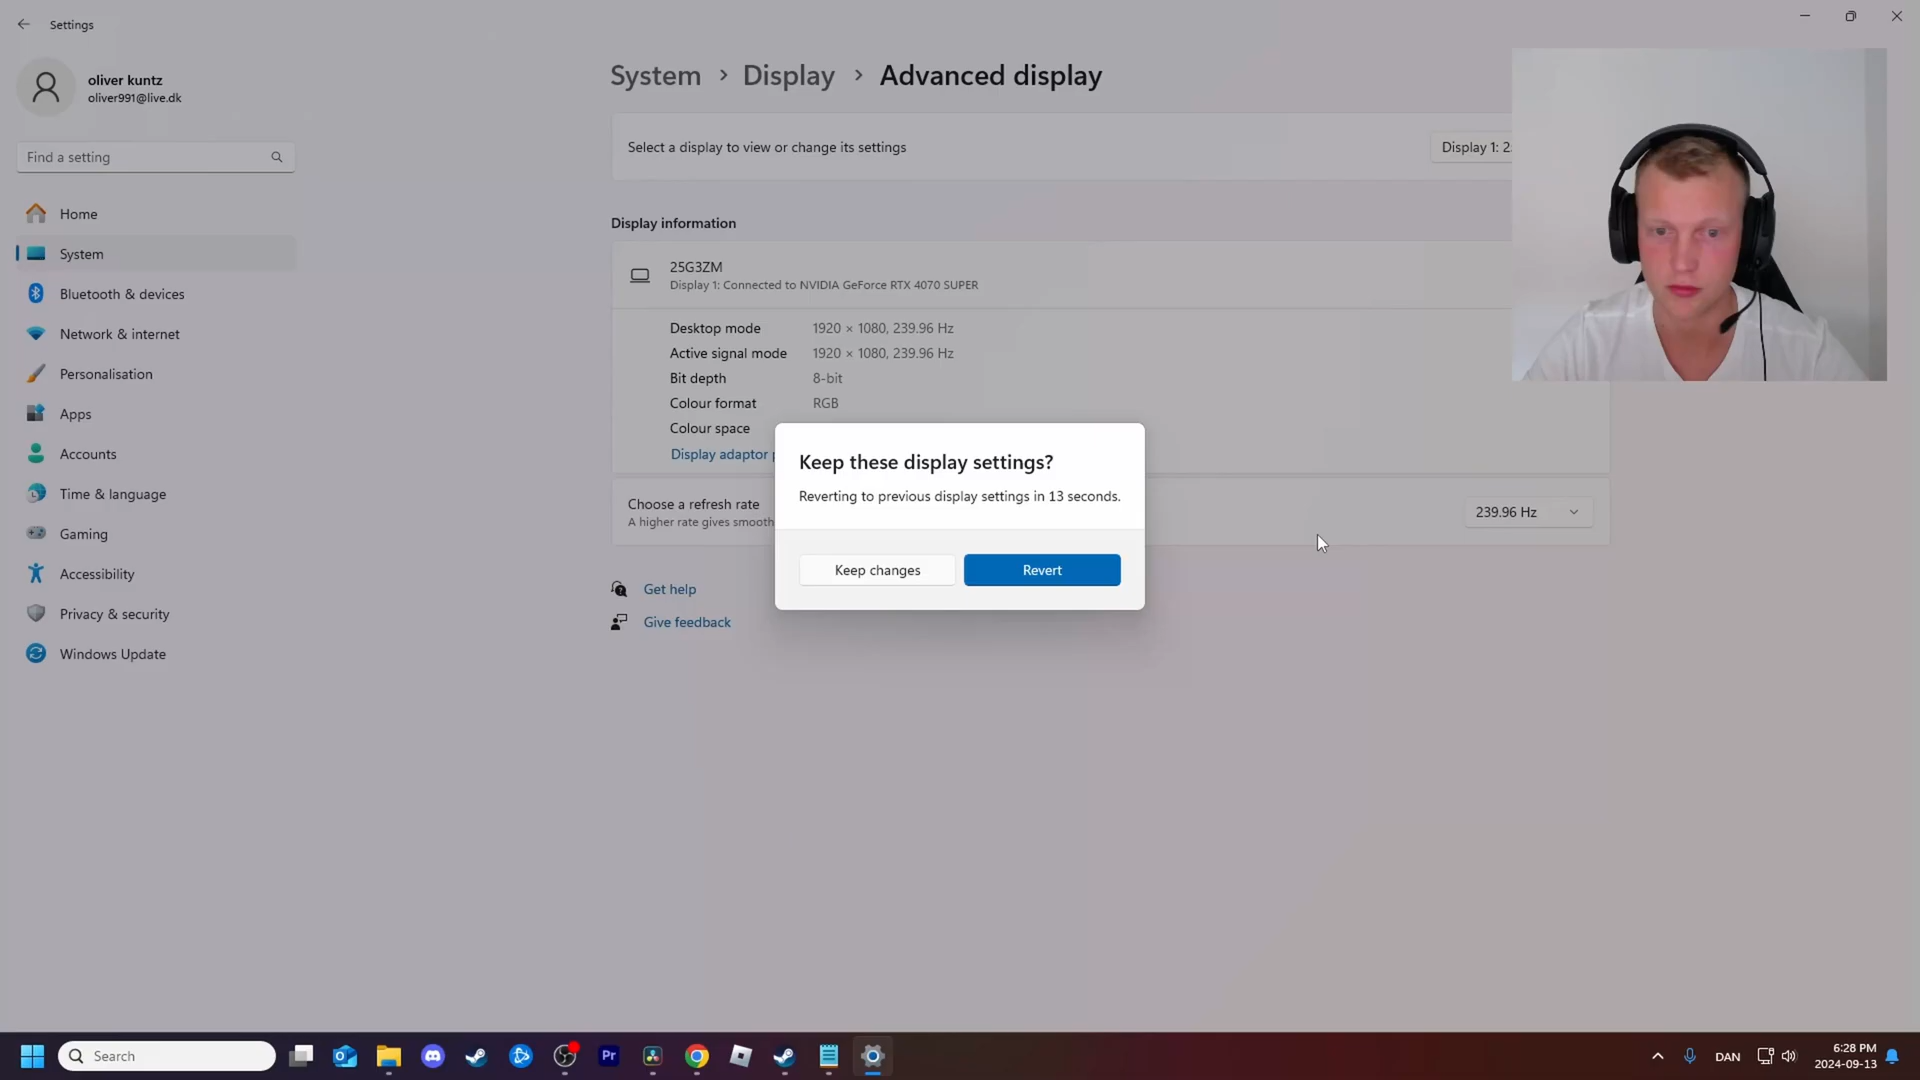 Settings
oliver kuntz
oliver991@live.dk
Find a setting
Home
System
Bluetooth & devices
Network & internet
Personalisation
Apps
Accounts
Time & language
Gaming
Accessibility
Privacy & security
Windows Update
System > Display > Advanced display
Select a display to view or change its settings
Display 1: 2
Display information
25G3ZM
Display 1: Connected to NVIDIA GeForce RTX 4070 SUPER
Desktop mode 1920 × 1080, 239.96 Hz
Active signal mode 1920 × 1080, 239.96 Hz
Bit depth 8-bit
Colour format RGB
Colour space
Display adaptor
Choose a refresh rate
A higher rate gives smooth
239.96 Hz
Keep these display settings?
Reverting to previous display settings in 13 seconds.
Keep changes
Revert
Get help
Give feedback
Search
Pr
DAN
6:28 PM
2024-09-13